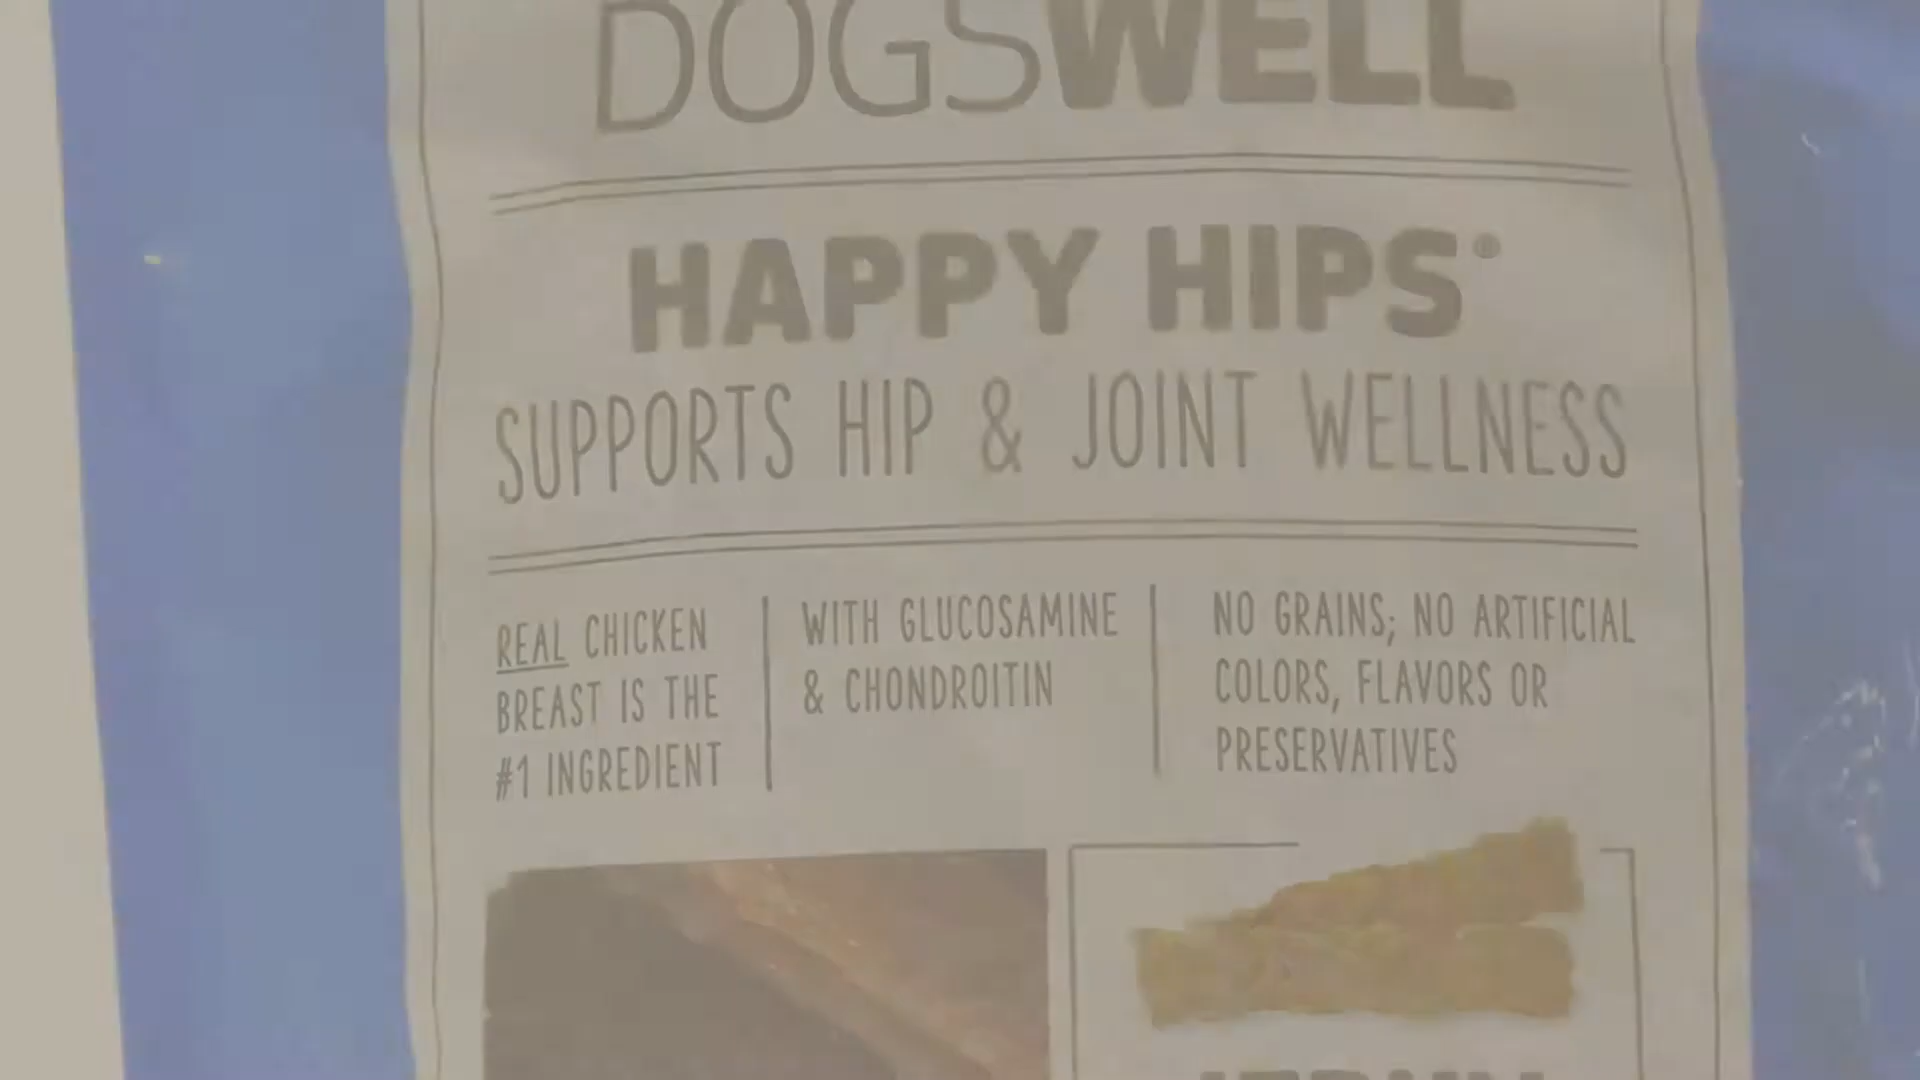 DOGSWELL
HAPPY HIPS®
SUPPORTS HIP & JOINT WELLNESS
REAL CHICKEN
BREAST IS THE
#1 INGREDIENT
WITH GLUCOSAMINE
& CHONDROITIN
NO GRAINS; NO ARTIFICIAL
COLORS, FLAVORS OR
PRESERVATIVES